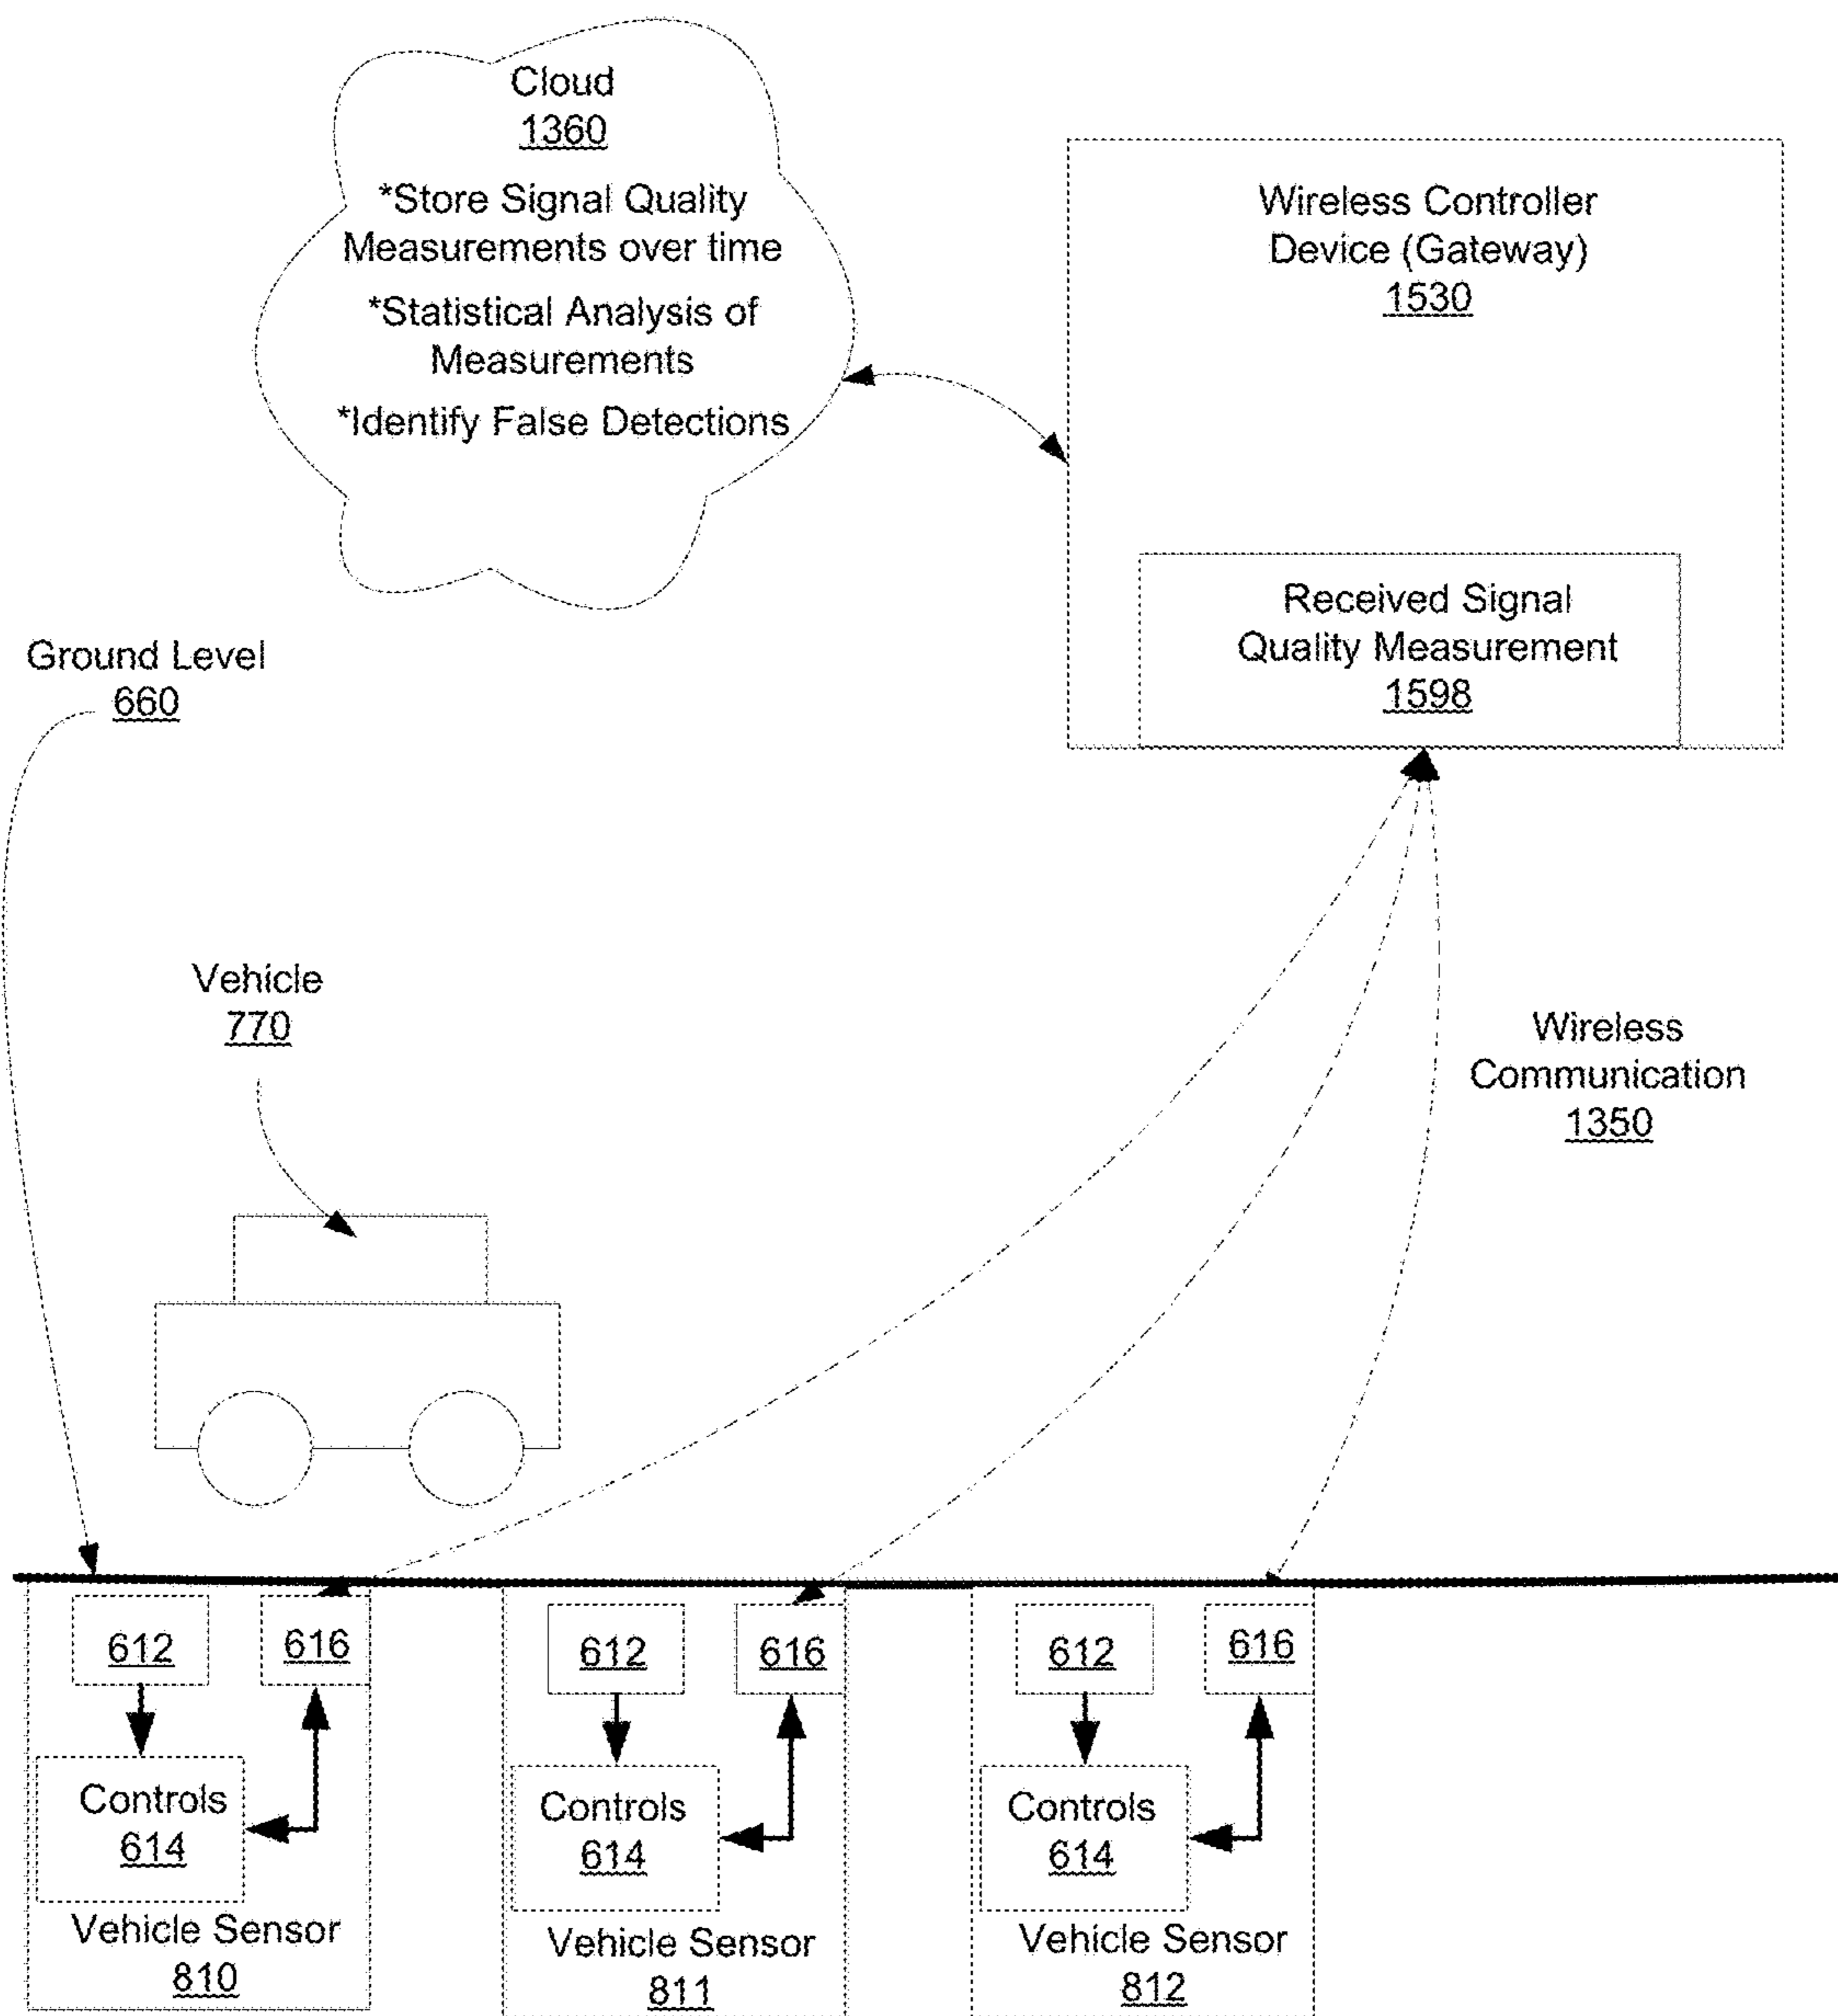 Cloud
1360
*Store Signal Quality
Measurements over time
*Statistical Analysis of
Measurements
*Identify False Detections
Wireless Controller
Device (Gateway)
1530
Received Signal
Quality Measurement
1598
Ground Level
660
Vehicle
770
Wireless
Communication
1350
612
616
Controls
614
Vehicle Sensor
810
612
616
Controls
614
Vehicle Sensor
811
612
616
Controls
614
Vehicle Sensor
812